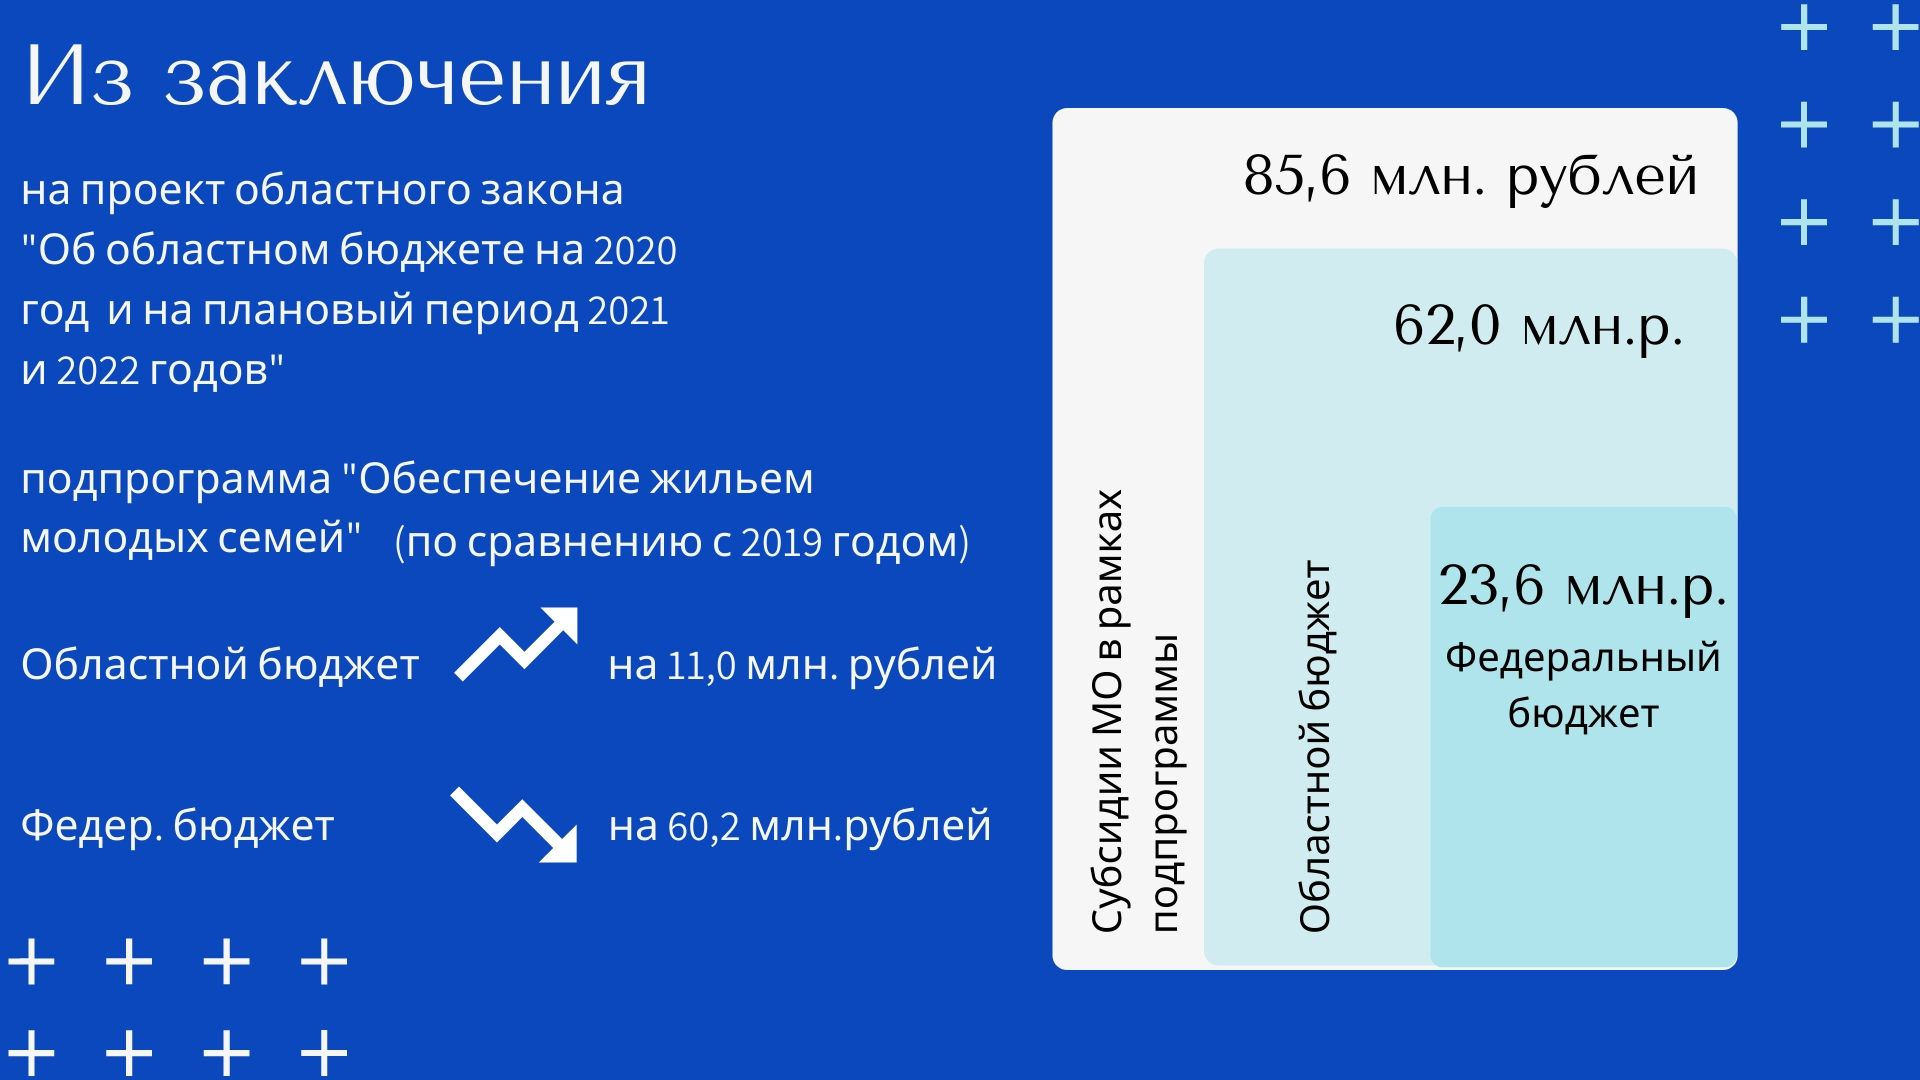 Из заключения
на проект областного закона
"Об областном бюджете на 2020
год  и на плановый период 2021
и 2022 годов"
подпрограмма "Обеспечение жильем
молодых семей" (по сравнению с 2019 годом)
Областной бюджет на 11,0 млн. рублей
Федер. бюджет на 60,2 млн.рублей
85,6 млн. рублей
Субсидии МО в рамках
подпрограммы
62,0 млн.р.
Областной бюджет
23,6 млн.р.
Федеральный
бюджет